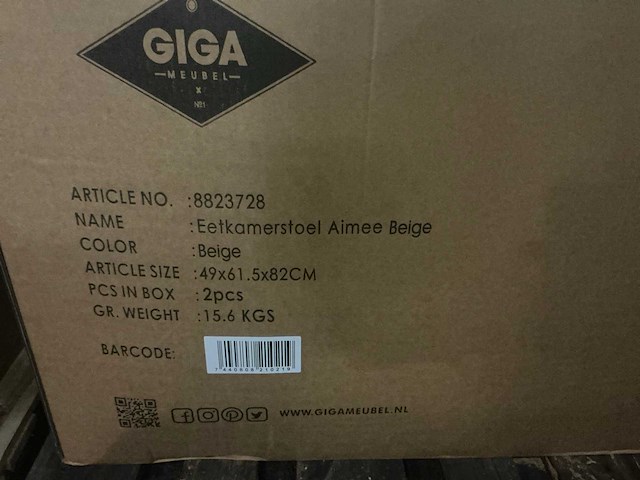 GIGA
MEUBEL
X
Nº1
ARTICLE NO. :8823728
NAME :Eetkamerstoel Aimee Beige
COLOR :Beige
ARTICLE SIZE :49x61.5x82CM
PCS IN BOX :2pcs
GR. WEIGHT :15.6 KGS
BARCODE:
WWW.GIGAMEUBEL.NL